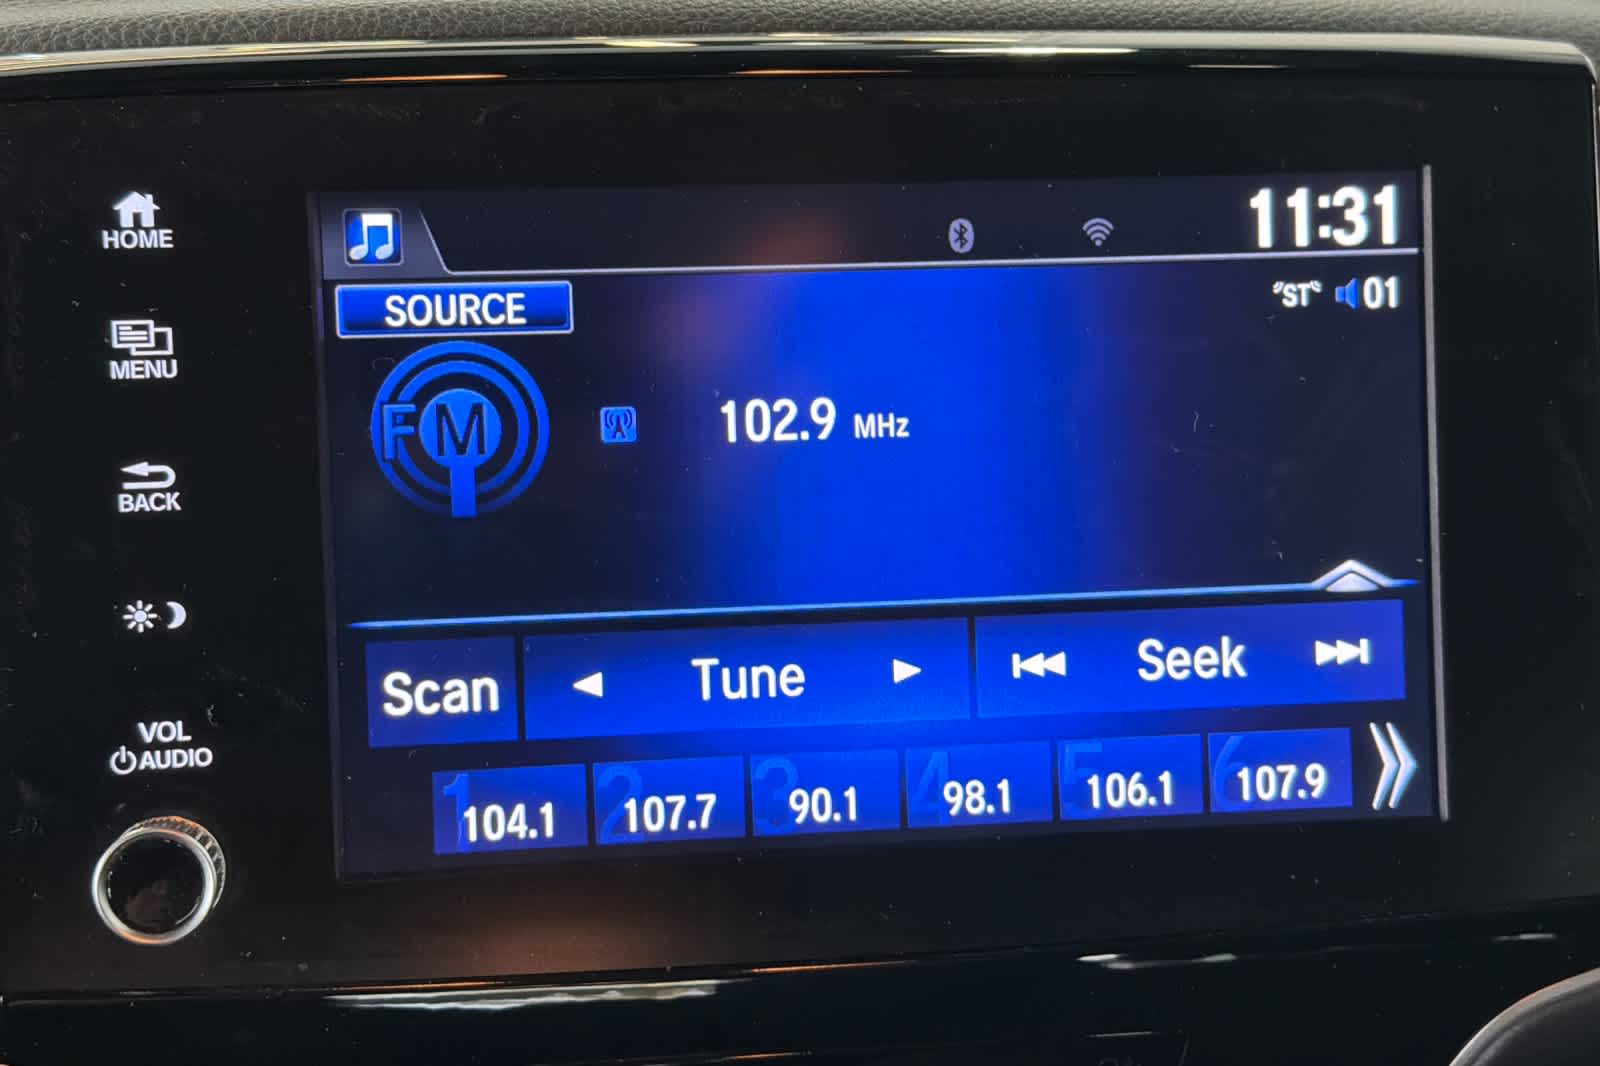 HOME
MENU
BACK
VOL
AUDIO
11:31
SOURCE
"ST" 01
FM
102.9 MHz
Scan Tune Seek
1 104.1
2 107.7
3 90.1
4 98.1
5 106.1
6 107.9